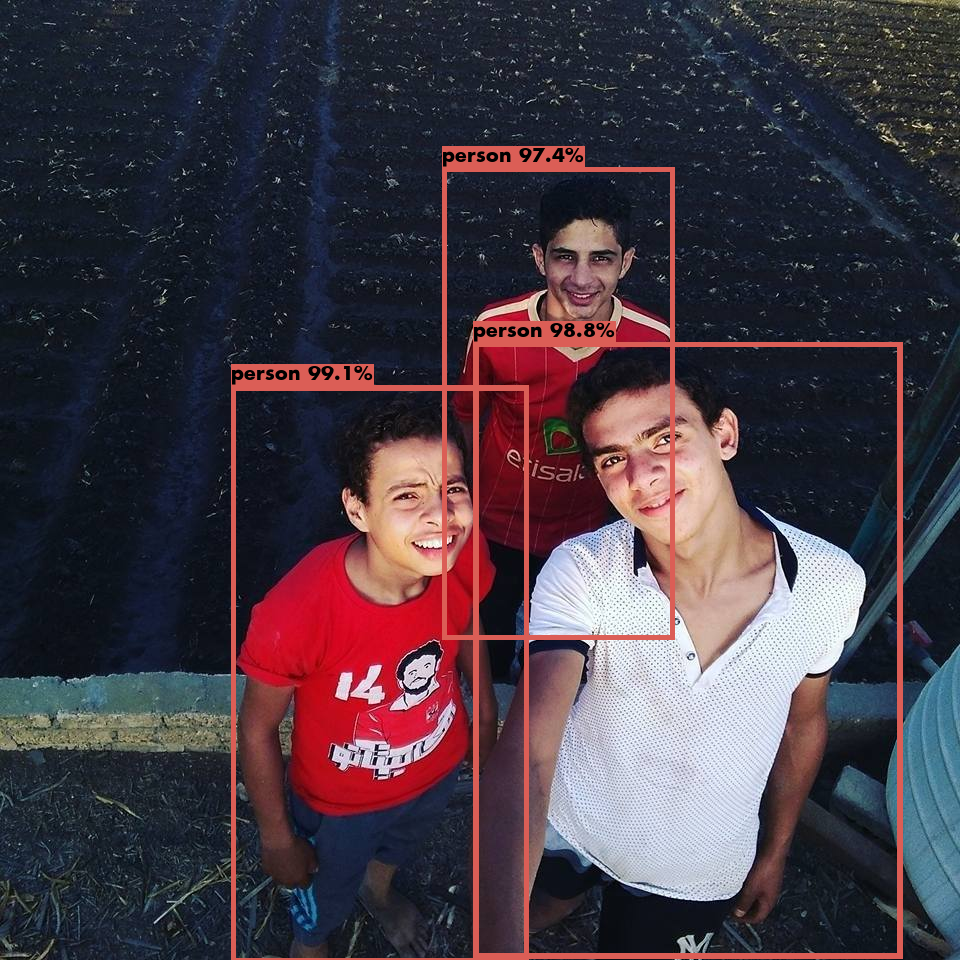 person 97.4%
person 98.8%
person 99.1%
etisalat
14